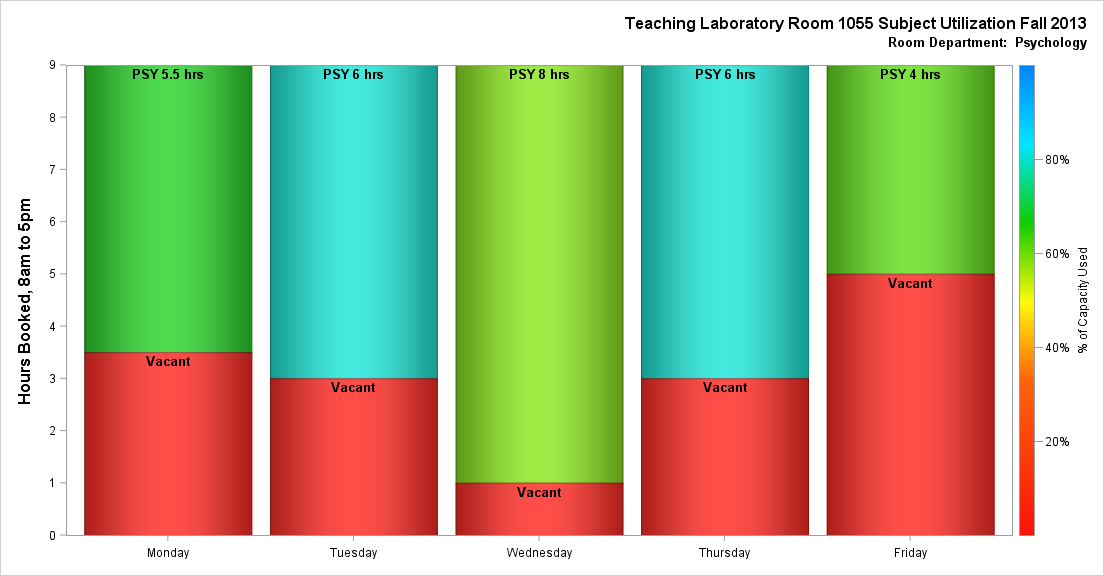 Teaching Laboratory Room 1055 Subject Utilization Fall 2013
Room Department:  Psychology
Hours Booked, 8am to 5pm
9
8
7
6
5
4
3
2
1
0
PSY 5.5 hrs
Vacant
PSY 6 hrs
Vacant
PSY 8 hrs
Vacant
PSY 6 hrs
Vacant
PSY 4 hrs
Vacant
Monday
Tuesday
Wednesday
Thursday
Friday
80%
60%
40%
20%
% of Capacity Used